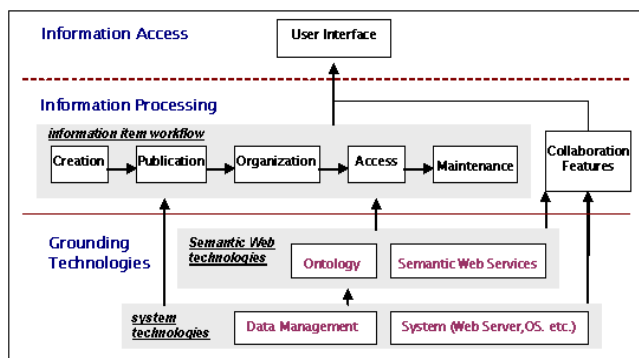 Information Access
User Interface
Information Processing
information item workflow
Creation
Publication
Organization
Access
Maintenance
Collaboration
Features
Grounding
Technologies
Semantic Web
technologies
Ontology
Semantic Web Services
system
technologies
Data Management
System (Web Server,OS. etc.)